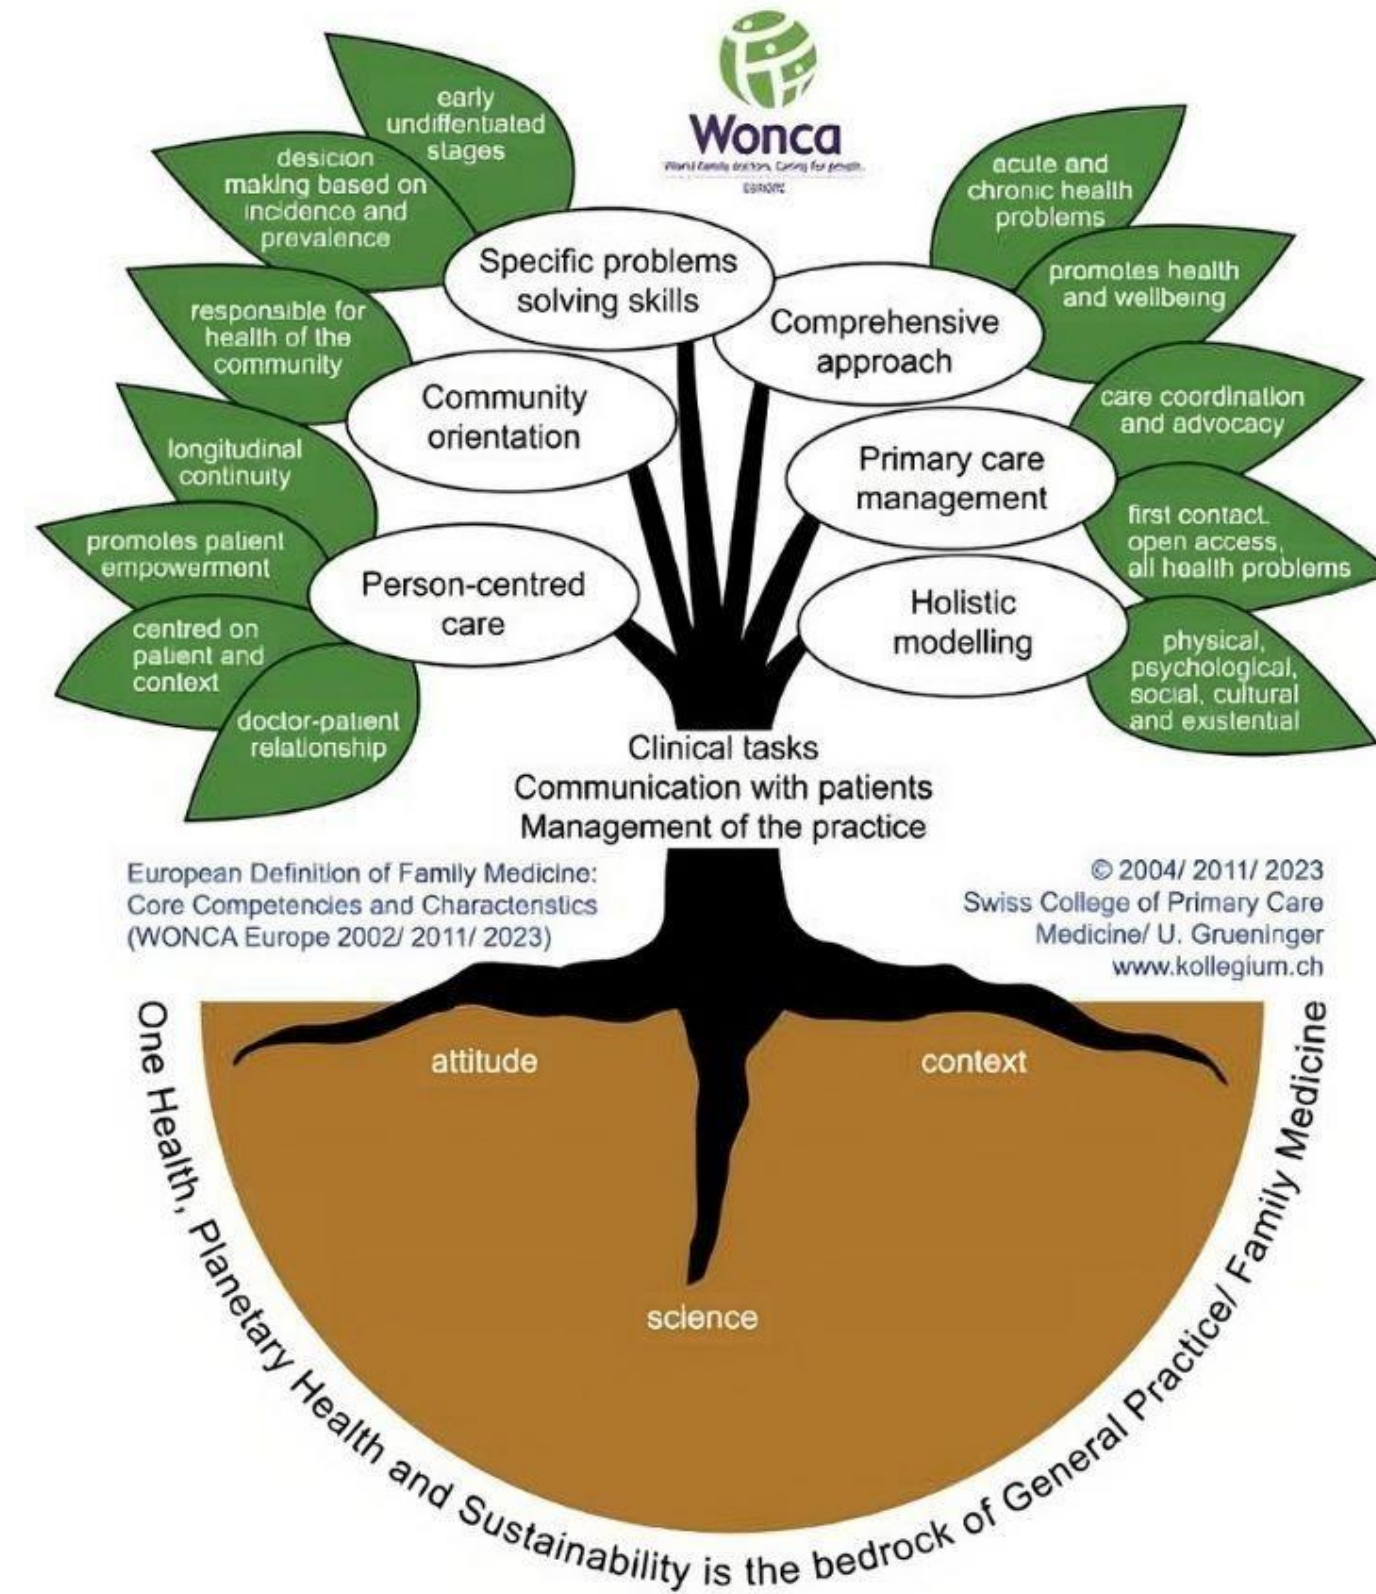 Wonca
World family doctors. Caring for people.
EUROPE
early
undiffentiated
stages
desicion
making based on
incidence and
prevalence
responsible for
health of the
community
longitudinal
continuity
promotes patient
empowerment
centred on
patient and
context
doctor-patient
relationship
Specific problems
solving skills
Community
orientation
Person-centred
care
Comprehensive
approach
Primary care
management
Holistic
modelling
acute and
chronic health
problems
promotes health
and wellbeing
care coordination
and advocacy
first contact.
open access,
all health problems
physical,
psychological,
social, cultural
and existential
Clinical tasks
Communication with patients
Management of the practice
European Definition of Family Medicine:
Core Competencies and Characteristics
(WONCA Europe 2002/ 2011/ 2023)
© 2004/ 2011/ 2023
Swiss College of Primary Care
Medicine/ U. Grueninger
www.kollegium.ch
attitude
context
science
One Health, Planetary Health and Sustainability is the bedrock of General Practice/ Family Medicine